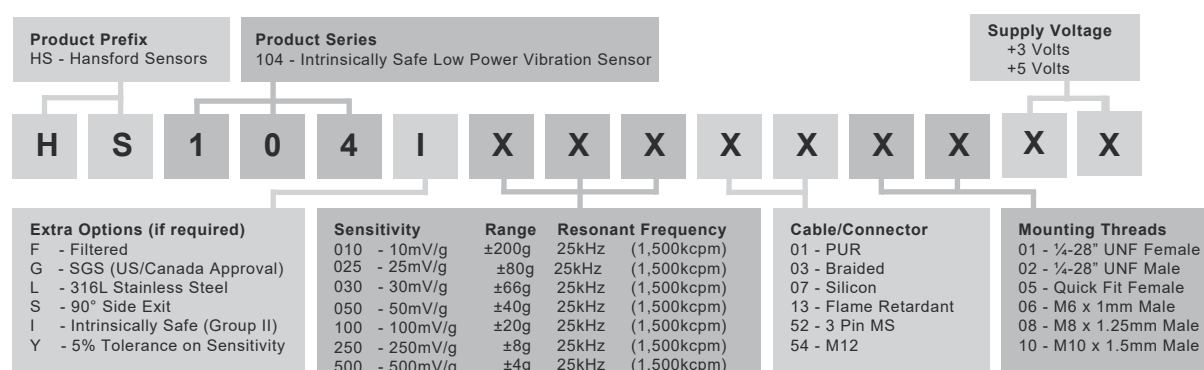 Product Prefix
HS - Hansford Sensors
Product Series
104 - Intrinsically Safe Low Power Vibration Sensor
Supply Voltage
+3 Volts
+5 Volts
H S 1 0 4 I X X X X X X X X X
Extra Options (if required)
F - Filtered
G - SGS (US/Canada Approval)
L - 316L Stainless Steel
S - 90° Side Exit
I - Intrinsically Safe (Group II)
Y - 5% Tolerance on Sensitivity
Sensitivity Range Resonant Frequency
010 - 10mV/g ±200g 25kHz (1,500kcpm)
025 - 25mV/g ±80g 25kHz (1,500kcpm)
030 - 30mV/g ±66g 25kHz (1,500kcpm)
050 - 50mV/g ±40g 25kHz (1,500kcpm)
100 - 100mV/g ±20g 25kHz (1,500kcpm)
250 - 250mV/g ±8g 25kHz (1,500kcpm)
500 - 500mV/g ±4g 25kHz (1,500kcpm)
Cable/Connector
01 - PUR
03 - Braided
07 - Silicon
13 - Flame Retardant
52 - 3 Pin MS
54 - M12
Mounting Threads
01 - ¼-28” UNF Female
02 - ¼-28” UNF Male
05 - Quick Fit Female
06 - M6 x 1mm Male
08 - M8 x 1.25mm Male
10 - M10 x 1.5mm Male